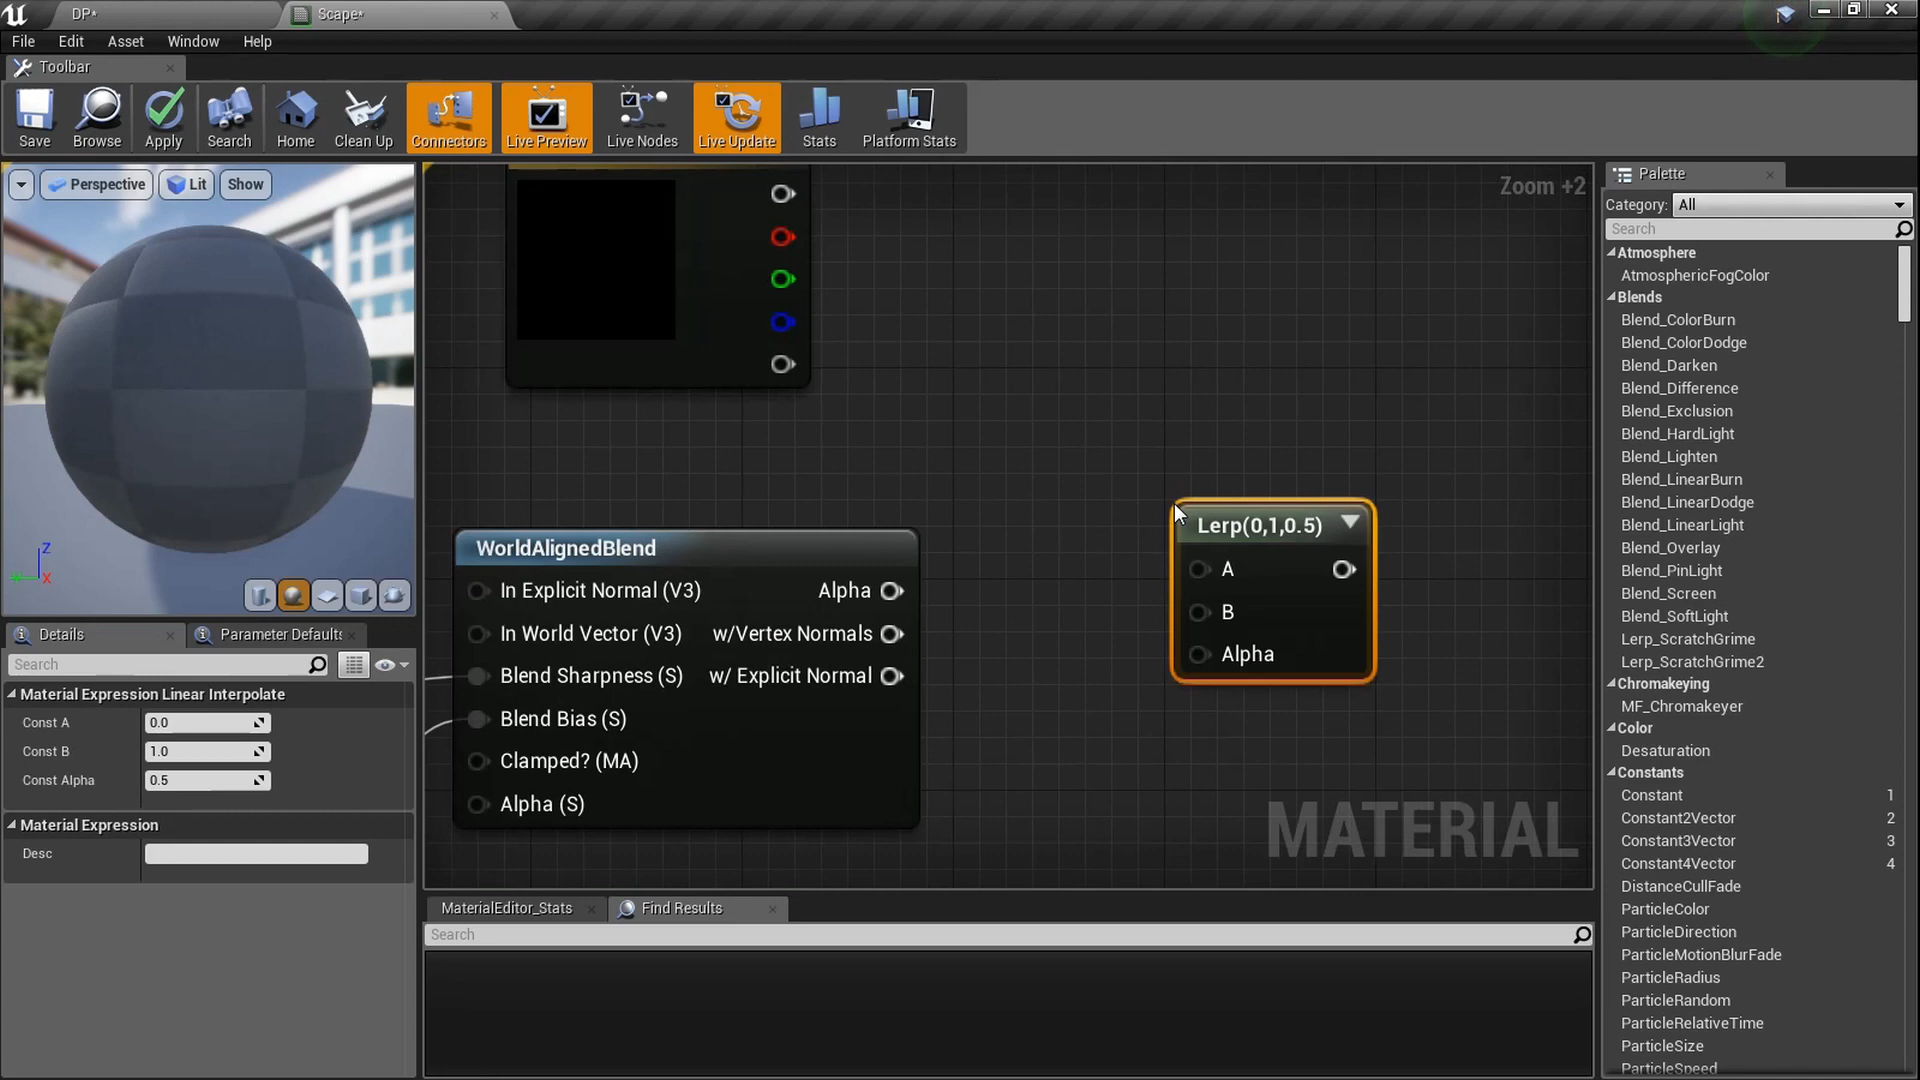 DP*
Scape*
File Edit Asset Window Help
Toolbar
Save Browse Apply Search Home Clean Up Connectors Live Preview Live Nodes Live Update Stats Platform Stats
Perspective Lit Show
Z
X
Details
Parameter Defaults
Search
Material Expression Linear Interpolate
Const A 0.0
Const B 1.0
Const Alpha 0.5
Material Expression
Desc
Zoom +2
WorldAlignedBlend
In Explicit Normal (V3) Alpha
In World Vector (V3) w/Vertex Normals
Blend Sharpness (S) w/ Explicit Normal
Blend Bias (S)
Clamped? (MA)
Alpha (S)
Lerp(0,1,0.5)
A
B
Alpha
MATERIAL
MaterialEditor_Stats
Find Results
Search
Palette
Category: All
Search
Atmosphere
AtmosphericFogColor
Blends
Blend_ColorBurn
Blend_ColorDodge
Blend_Darken
Blend_Difference
Blend_Exclusion
Blend_HardLight
Blend_Lighten
Blend_LinearBurn
Blend_LinearDodge
Blend_LinearLight
Blend_Overlay
Blend_PinLight
Blend_Screen
Blend_SoftLight
Lerp_ScratchGrime
Lerp_ScratchGrime2
Chromakeying
MF_Chromakeyer
Color
Desaturation
Constants
Constant 1
Constant2Vector 2
Constant3Vector 3
Constant4Vector 4
DistanceCullFade
ParticleColor
ParticleDirection
ParticleMotionBlurFade
ParticleRadius
ParticleRandom
ParticleRelativeTime
ParticleSize
ParticleSpeed